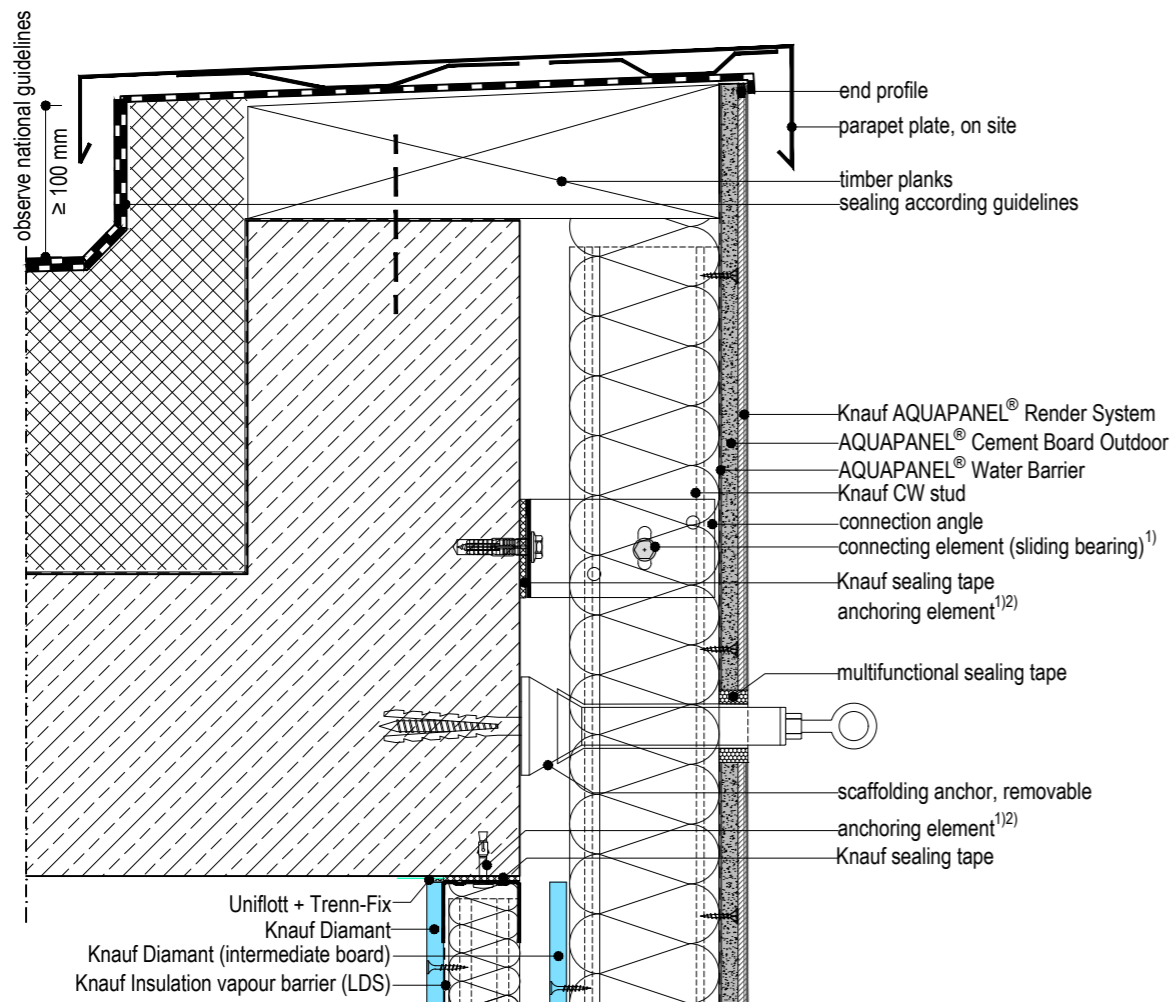 observe national guidelines
≥ 100 mm
end profile
parapet plate, on site
timber planks
sealing according guidelines
Knauf AQUAPANEL® Render System
AQUAPANEL® Cement Board Outdoor
AQUAPANEL® Water Barrier
Knauf CW stud
connection angle
connecting element (sliding bearing)1)
Knauf sealing tape
anchoring element1)2)
multifunctional sealing tape
scaffolding anchor, removable
anchoring element1)2)
Knauf sealing tape
Uniflott + Trenn-Fix
Knauf Diamant
Knauf Diamant (intermediate board)
Knauf Insulation vapour barrier (LDS)